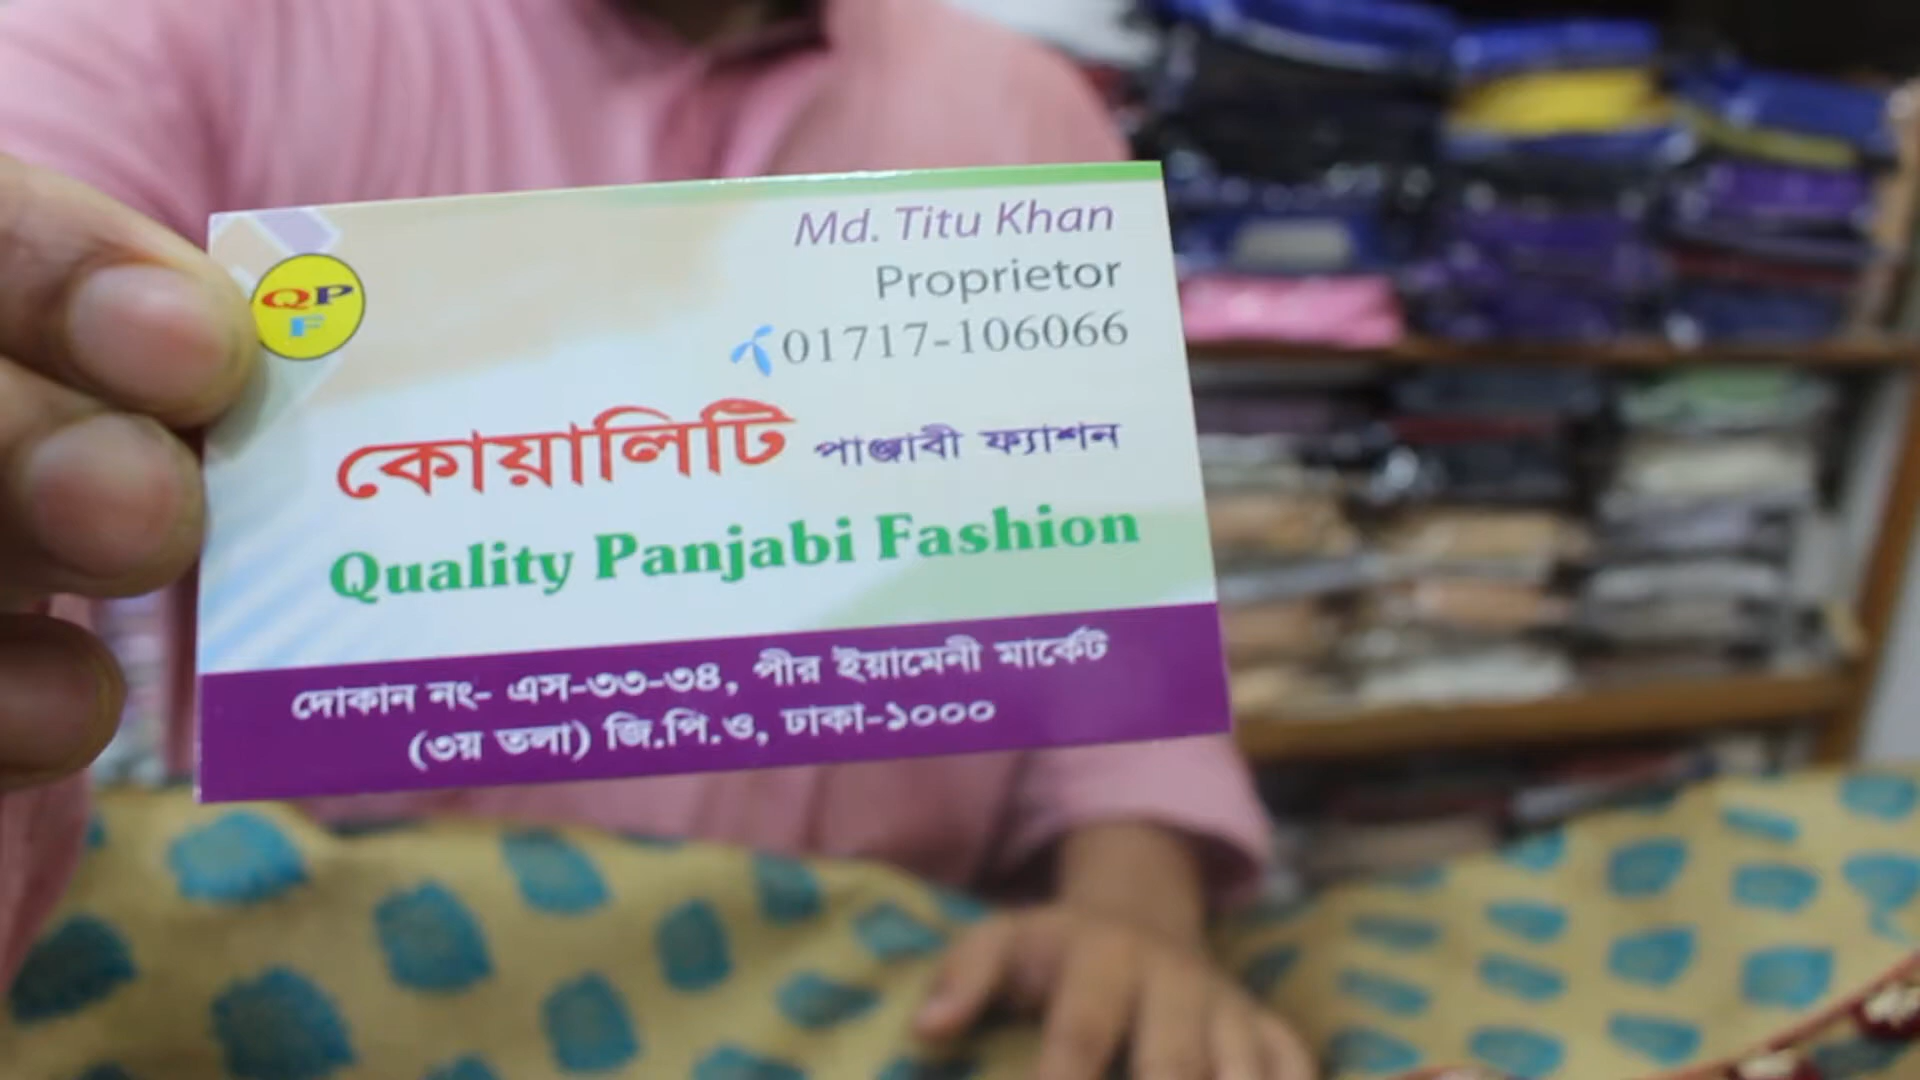 QP
F
Md. Titu Khan
Proprietor
01717-106066
কোয়ালিটি পাঞ্জাবী ফ্যাশন
Quality Panjabi Fashion
দোকান নং- এস-৩৩-৩৪, পীর ইয়ামেনী মার্কেট
(৩য় তলা) জি.পি.ও, ঢাকা-১০০০